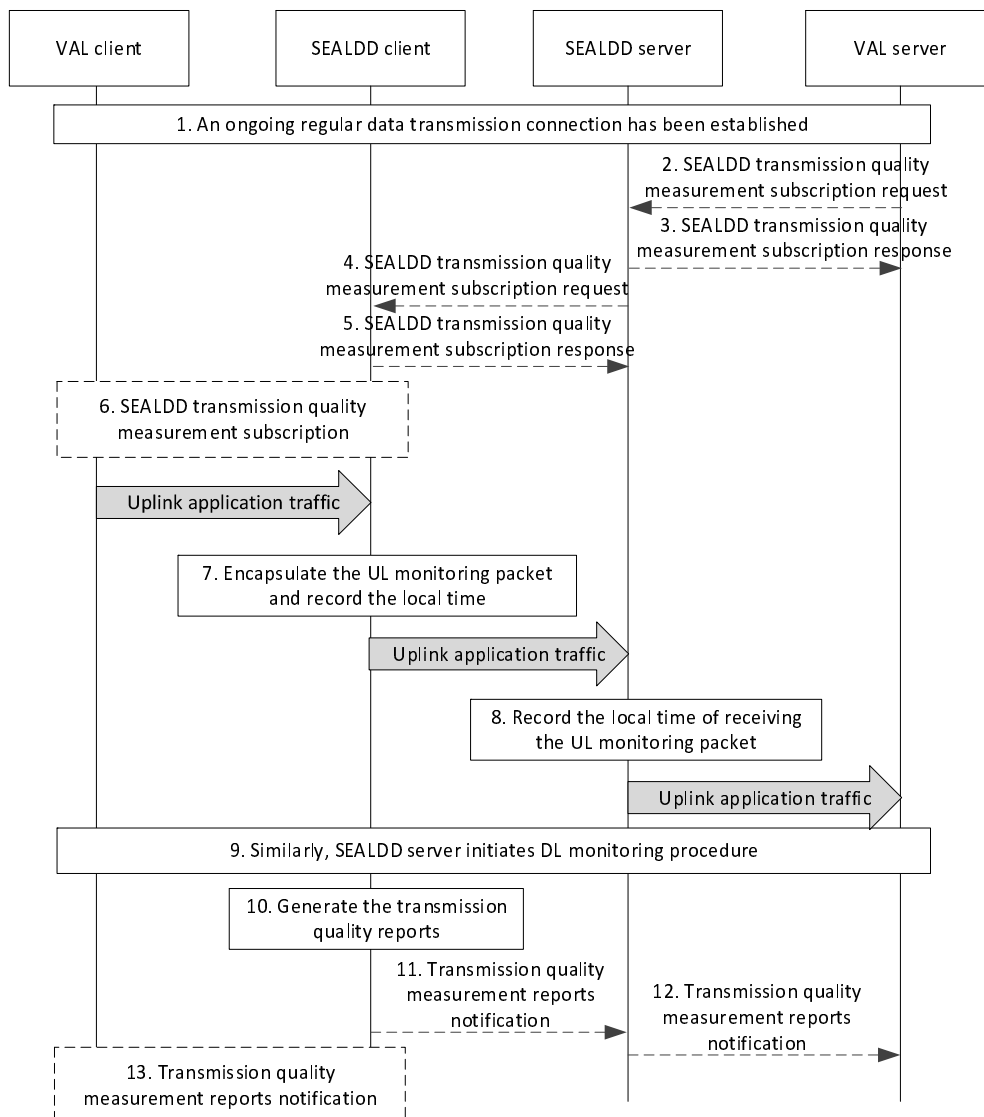 VAL client
SEALDD client
SEALDD server
VAL server
1. An ongoing regular data transmission connection has been established
2. SEALDD transmission quality
measurement subscription request
3. SEALDD transmission quality
measurement subscription response
4. SEALDD transmission quality
measurement subscription request
5. SEALDD transmission quality
measurement subscription response
6. SEALDD transmission quality
measurement subscription
Uplink application traffic
7. Encapsulate the UL monitoring packet
and record the local time
Uplink application traffic
8. Record the local time of receiving
the UL monitoring packet
Uplink application traffic
9. Similarly, SEALDD server initiates DL monitoring procedure
10. Generate the transmission
quality reports
11. Transmission quality
measurement reports
notification
12. Transmission quality
measurement reports
notification
13. Transmission quality
measurement reports notification